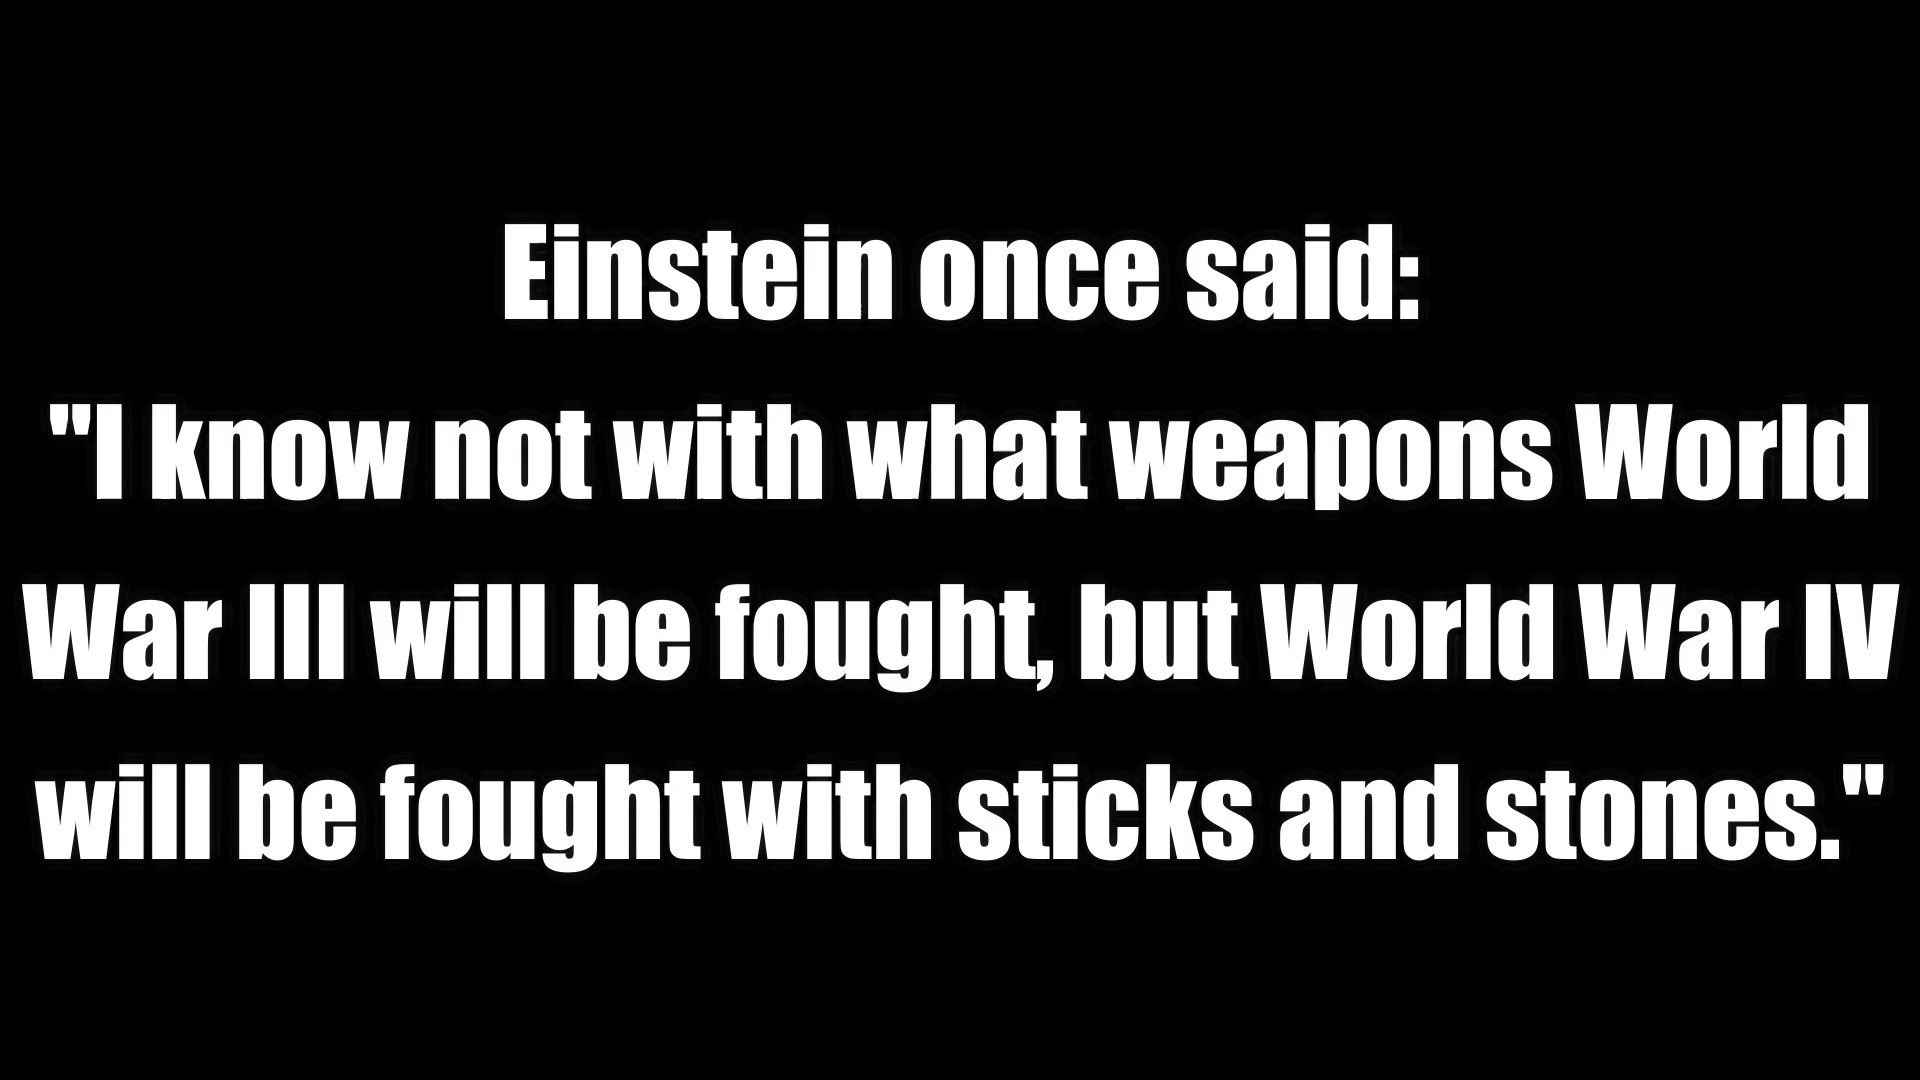 Einstein once said:
"I know not with what weapons World
War III will be fought, but World War IV
will be fought with sticks and stones."